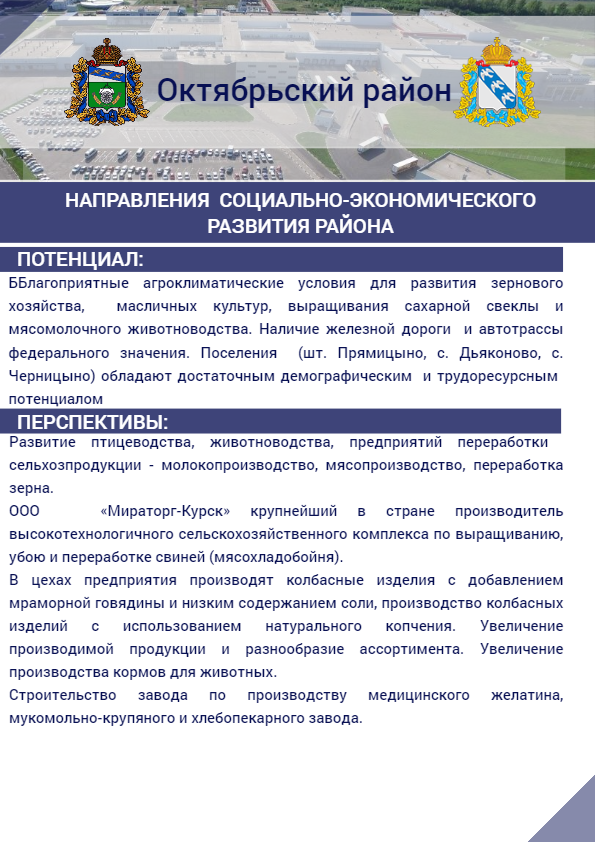 Октябрьский район
НАПРАВЛЕНИЯ СОЦИАЛЬНО-ЭКОНОМИЧЕСКОГО
РАЗВИТИЯ РАЙОНА
ПОТЕНЦИАЛ:
ББлагоприятные агроклиматические условия для развития зернового
хозяйства, масличных культур, выращивания сахарной свеклы и
мясомолочного животноводства. Наличие железной дороги и автотрассы
федерального значения. Поселения (шт. Прямицыно, с. Дьяконово, с.
Черницыно) обладают достаточным демографическим и трудоресурсным
потенциалом
ПЕРСПЕКТИВЫ:
Развитие птицеводства, животноводства, предприятий переработки
сельхозпродукции - молокопроизводство, мясопроизводство, переработка
зерна.
ООО «Мираторг-Курск» крупнейший в стране производитель
высокотехнологичного сельскохозяйственного комплекса по выращиванию,
убою и переработке свиней (мясохладобойня).
В цехах предприятия производят колбасные изделия с добавлением
мраморной говядины и низким содержанием соли, производство колбасных
изделий с использованием натурального копчения. Увеличение
производимой продукции и разнообразие ассортимента. Увеличение
производства кормов для животных.
Строительство завода по производству медицинского желатина,
мукомольно-крупяного и хлебопекарного завода.